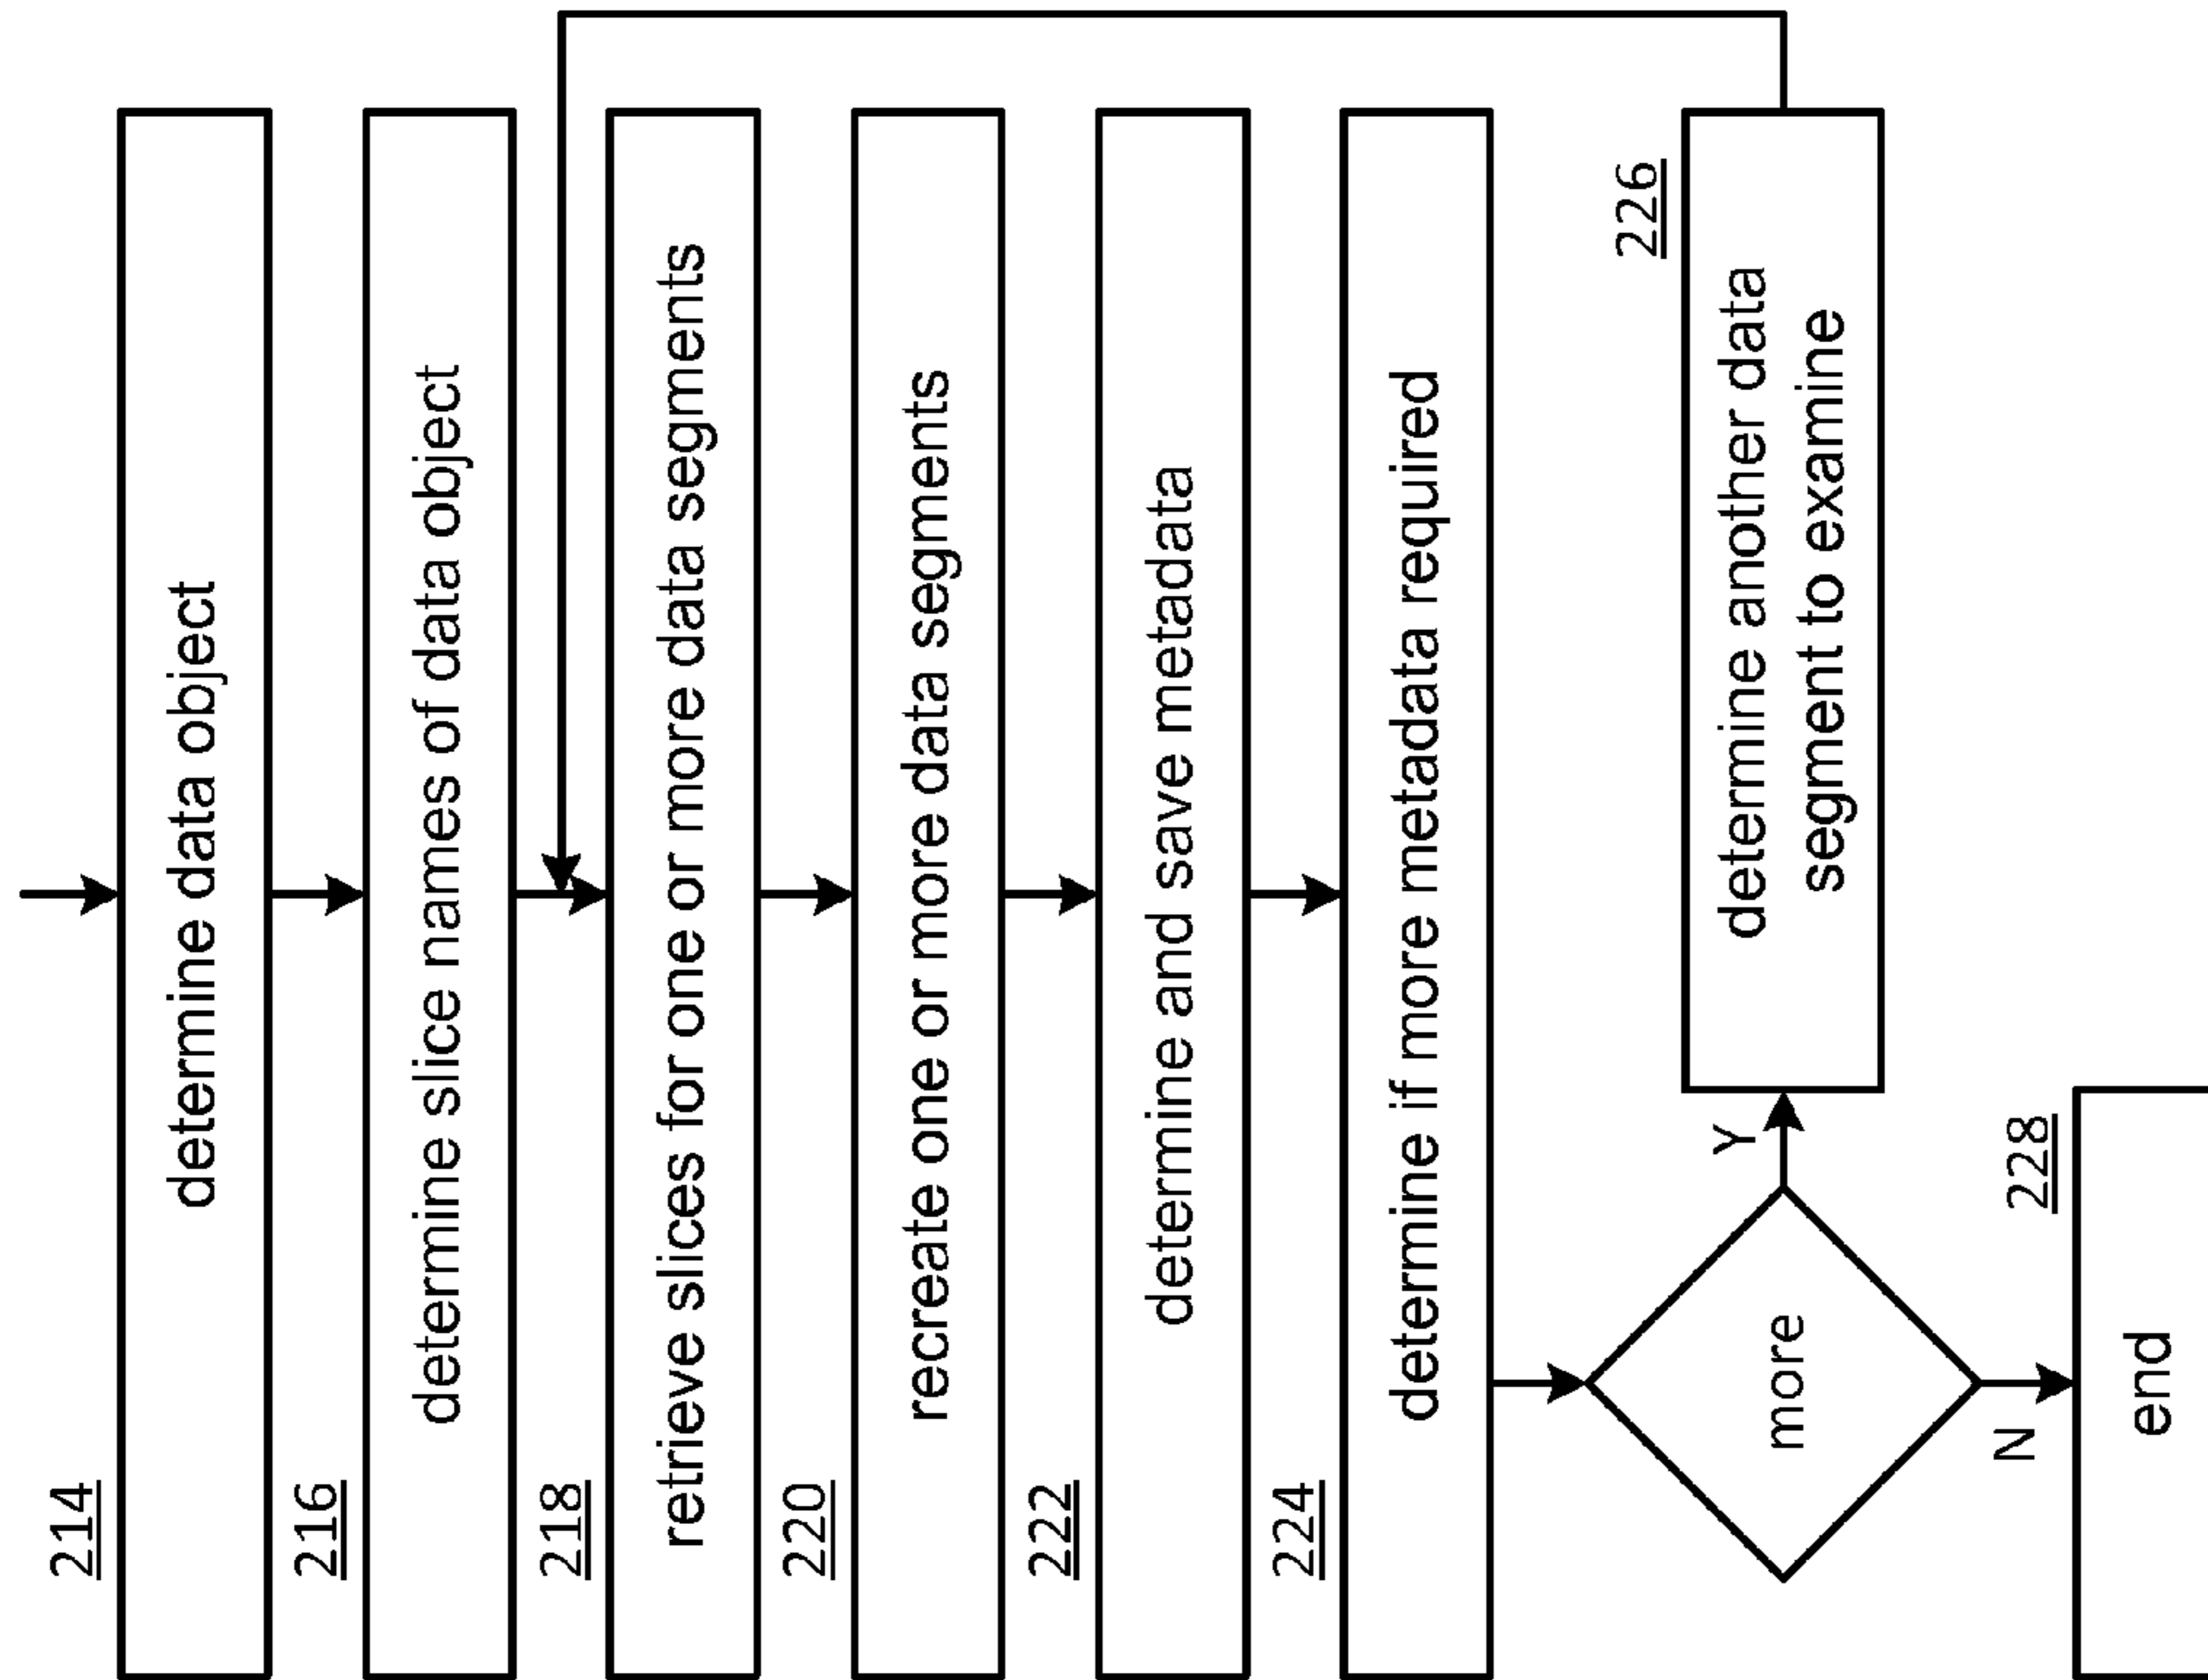 214
determine data object
216
determine slice names of data object
218
retrieve slices for one or more data segments
220
recreate one or more data segments
222
determine and save metadata
224
determine if more metadata required
more
Y
226
determine another data
segment to examine
N
228
end